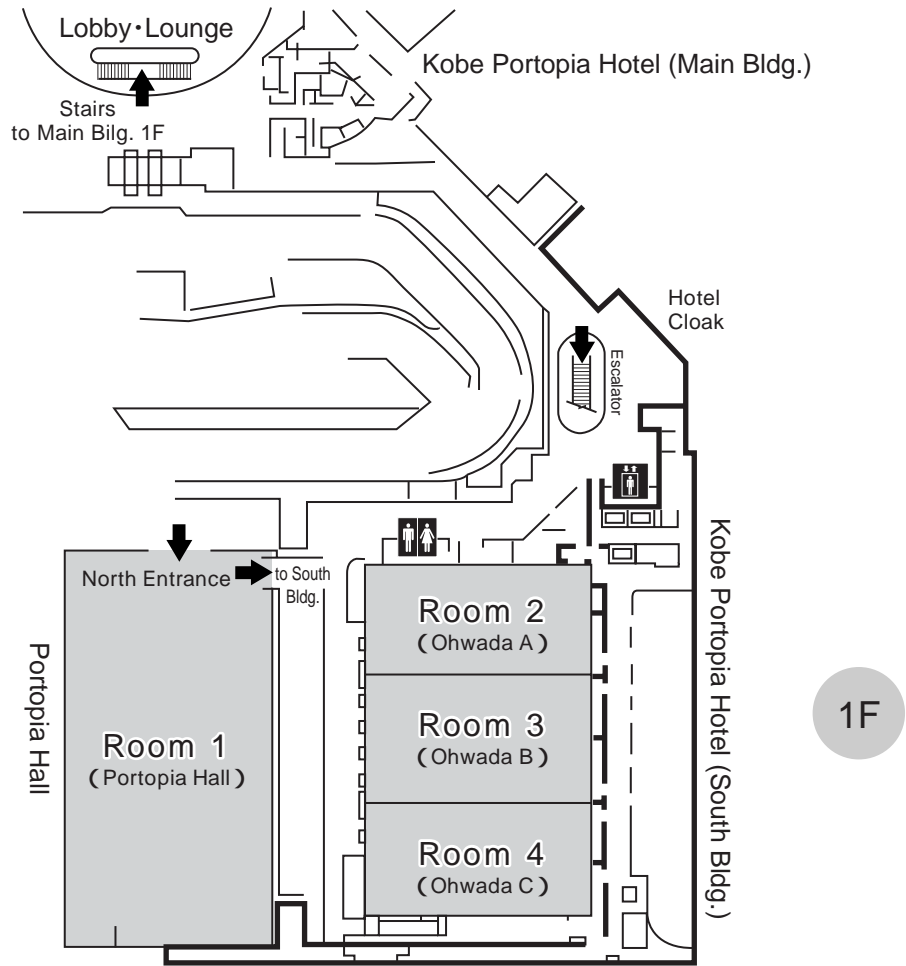 Lobby・Lounge
Kobe Portopia Hotel (Main Bldg.)
Stairs
to Main Bilg. 1F
Hotel
Cloak
Escalator
North Entrance
to South
Bldg.
Room 2
(Ohwada A)
Portopia Hall
Room 1
(Portopia Hall)
Room 3
(Ohwada B)
Kobe Portopia Hotel (South Bldg.)
1F
Room 4
(Ohwada C)